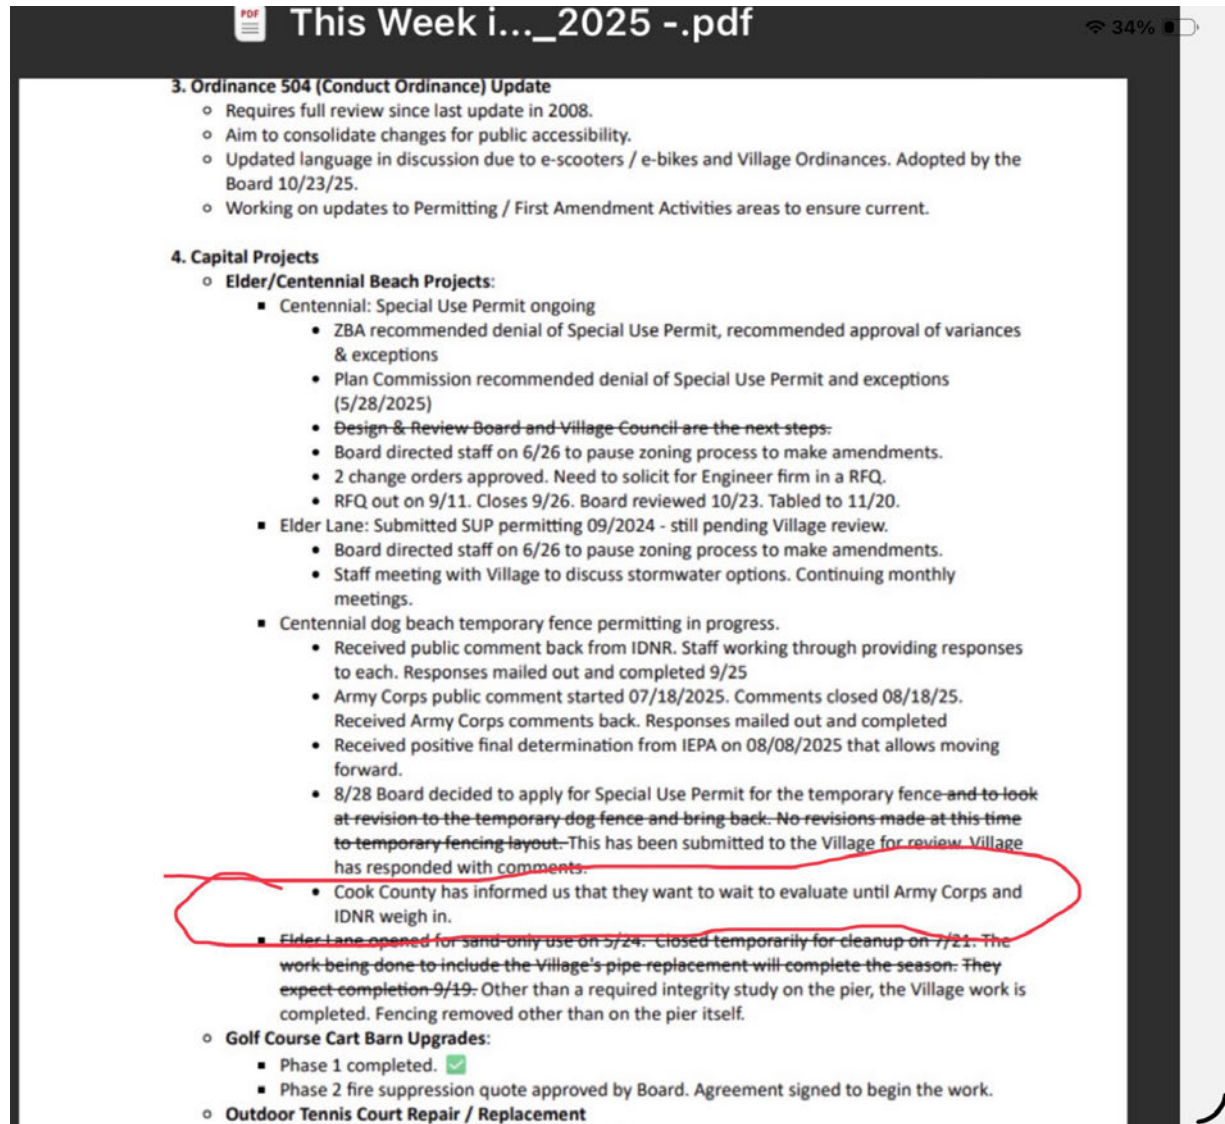 PDF This Week i..._2025 -.pdf
34%
3. Ordinance 504 (Conduct Ordinance) Update
Requires full review since last update in 2008.
Aim to consolidate changes for public accessibility.
Updated language in discussion due to e-scooters / e-bikes and Village Ordinances. Adopted by the
Board 10/23/25.
Working on updates to Permitting / First Amendment Activities areas to ensure current.
4. Capital Projects
Elder/Centennial Beach Projects:
Centennial: Special Use Permit ongoing
ZBA recommended denial of Special Use Permit, recommended approval of variances
& exceptions
Plan Commission recommended denial of Special Use Permit and exceptions
(5/28/2025)
Design & Review Board and Village Council are the next steps.
Board directed staff on 6/26 to pause zoning process to make amendments.
2 change orders approved. Need to solicit for Engineer firm in a RFQ.
RFQ out on 9/11. Closes 9/26. Board reviewed 10/23. Tabled to 11/20.
Elder Lane: Submitted SUP permitting 09/2024 - still pending Village review.
Board directed staff on 6/26 to pause zoning process to make amendments.
Staff meeting with Village to discuss stormwater options. Continuing monthly
meetings.
Centennial dog beach temporary fence permitting in progress.
Received public comment back from IDNR. Staff working through providing responses
to each. Responses mailed out and completed 9/25
Army Corps public comment started 07/18/2025. Comments closed 08/18/25.
Received Army Corps comments back. Responses mailed out and completed
Received positive final determination from IEPA on 08/08/2025 that allows moving
forward.
8/28 Board decided to apply for Special Use Permit for the temporary fence and to look
at revision to the temporary dog fence and bring back. No revisions made at this time
to temporary fencing layout. This has been submitted to the Village for review. Village
has responded with comments.
Cook County has informed us that they want to wait to evaluate until Army Corps and
IDNR weigh in.
Elder Lane opened for sand-only use on 5/24. Closed temporarily for cleanup on 7/21. The
work being done to include the Village's pipe replacement will complete the season. They
expect completion 9/19. Other than a required integrity study on the pier, the Village work is
completed. Fencing removed other than on the pier itself.
Golf Course Cart Barn Upgrades:
Phase 1 completed. ✅
Phase 2 fire suppression quote approved by Board. Agreement signed to begin the work.
Outdoor Tennis Court Repair / Replacement